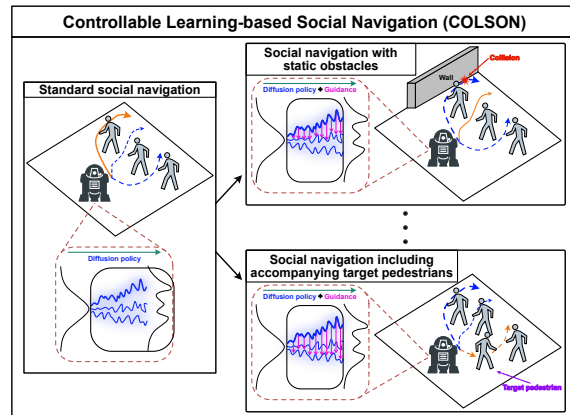 Controllable Learning-based Social Navigation (COLSON)
Standard social navigation
Diffusion policy
Social navigation with
static obstacles
Diffusion policy + Guidance
Wall
Collision
Social navigation including
accompanying target pedestrians
Diffusion policy + Guidance
Target pedestrian